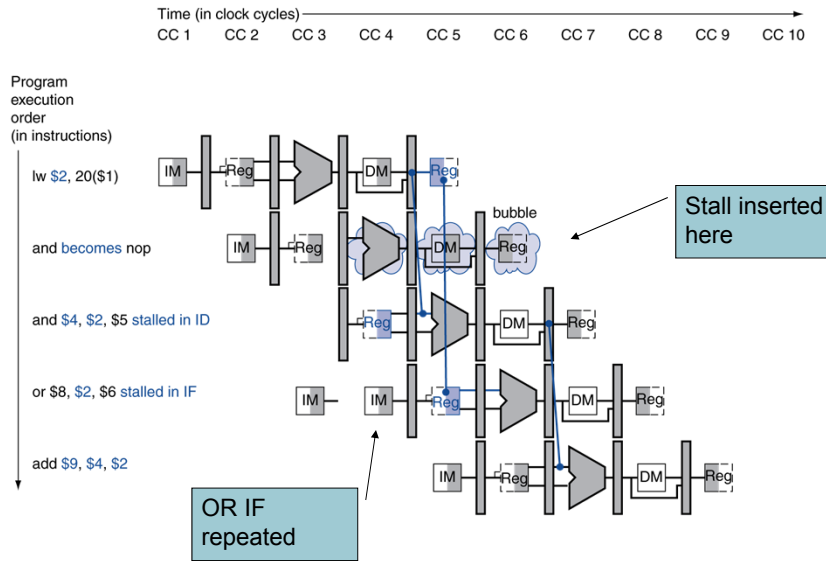 Time (in clock cycles)
CC 1 CC 2 CC 3 CC 4 CC 5 CC 6 CC 7 CC 8 CC 9 CC 10
Program
execution
order
(in instructions)
lw $2, 20($1)
IM Reg DM Reg
bubble
Stall inserted
here
and becomes nop
IM Reg DM Reg
and $4, $2, $5 stalled in ID
Reg DM Reg
or $8, $2, $6 stalled in IF
IM IM Reg DM Reg
add $9, $4, $2
IM Reg DM Reg
OR IF
repeated